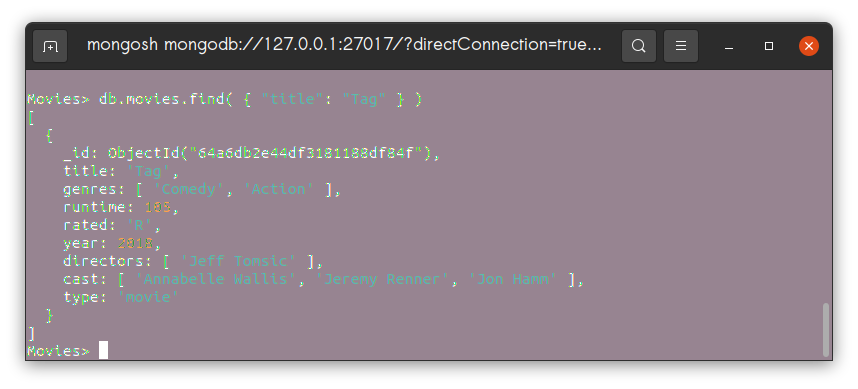 mongosh mongodb://127.0.0.1:27017/?directConnection=true...
Movies> db.movies.find( { "title": "Tag" } )
[
  {
    _id: ObjectId("64a6db2e44df3181188df84f"),
    title: 'Tag',
    genres: [ 'Comedy', 'Action' ],
    runtime: 100,
    rated: 'R',
    year: 2018,
    directors: [ 'Jeff Tomsic' ],
    cast: [ 'Annabelle Wallis', 'Jeremy Renner', 'Jon Hamm' ],
    type: 'movie'
  }
]
Movies>